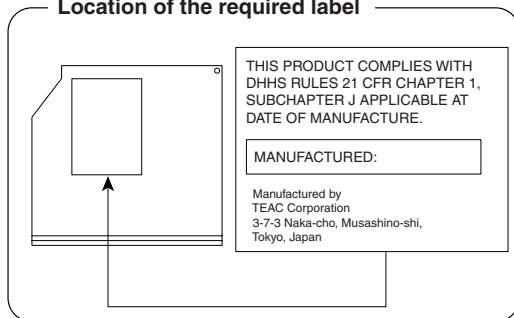 Location of the required label
THIS PRODUCT COMPLIES WITH
DHHS RULES 21 CFR CHAPTER 1,
SUBCHAPTER J APPLICABLE AT
DATE OF MANUFACTURE.
MANUFACTURED:
Manufactured by
TEAC Corporation
3-7-3 Naka-cho, Musashino-shi,
Tokyo, Japan